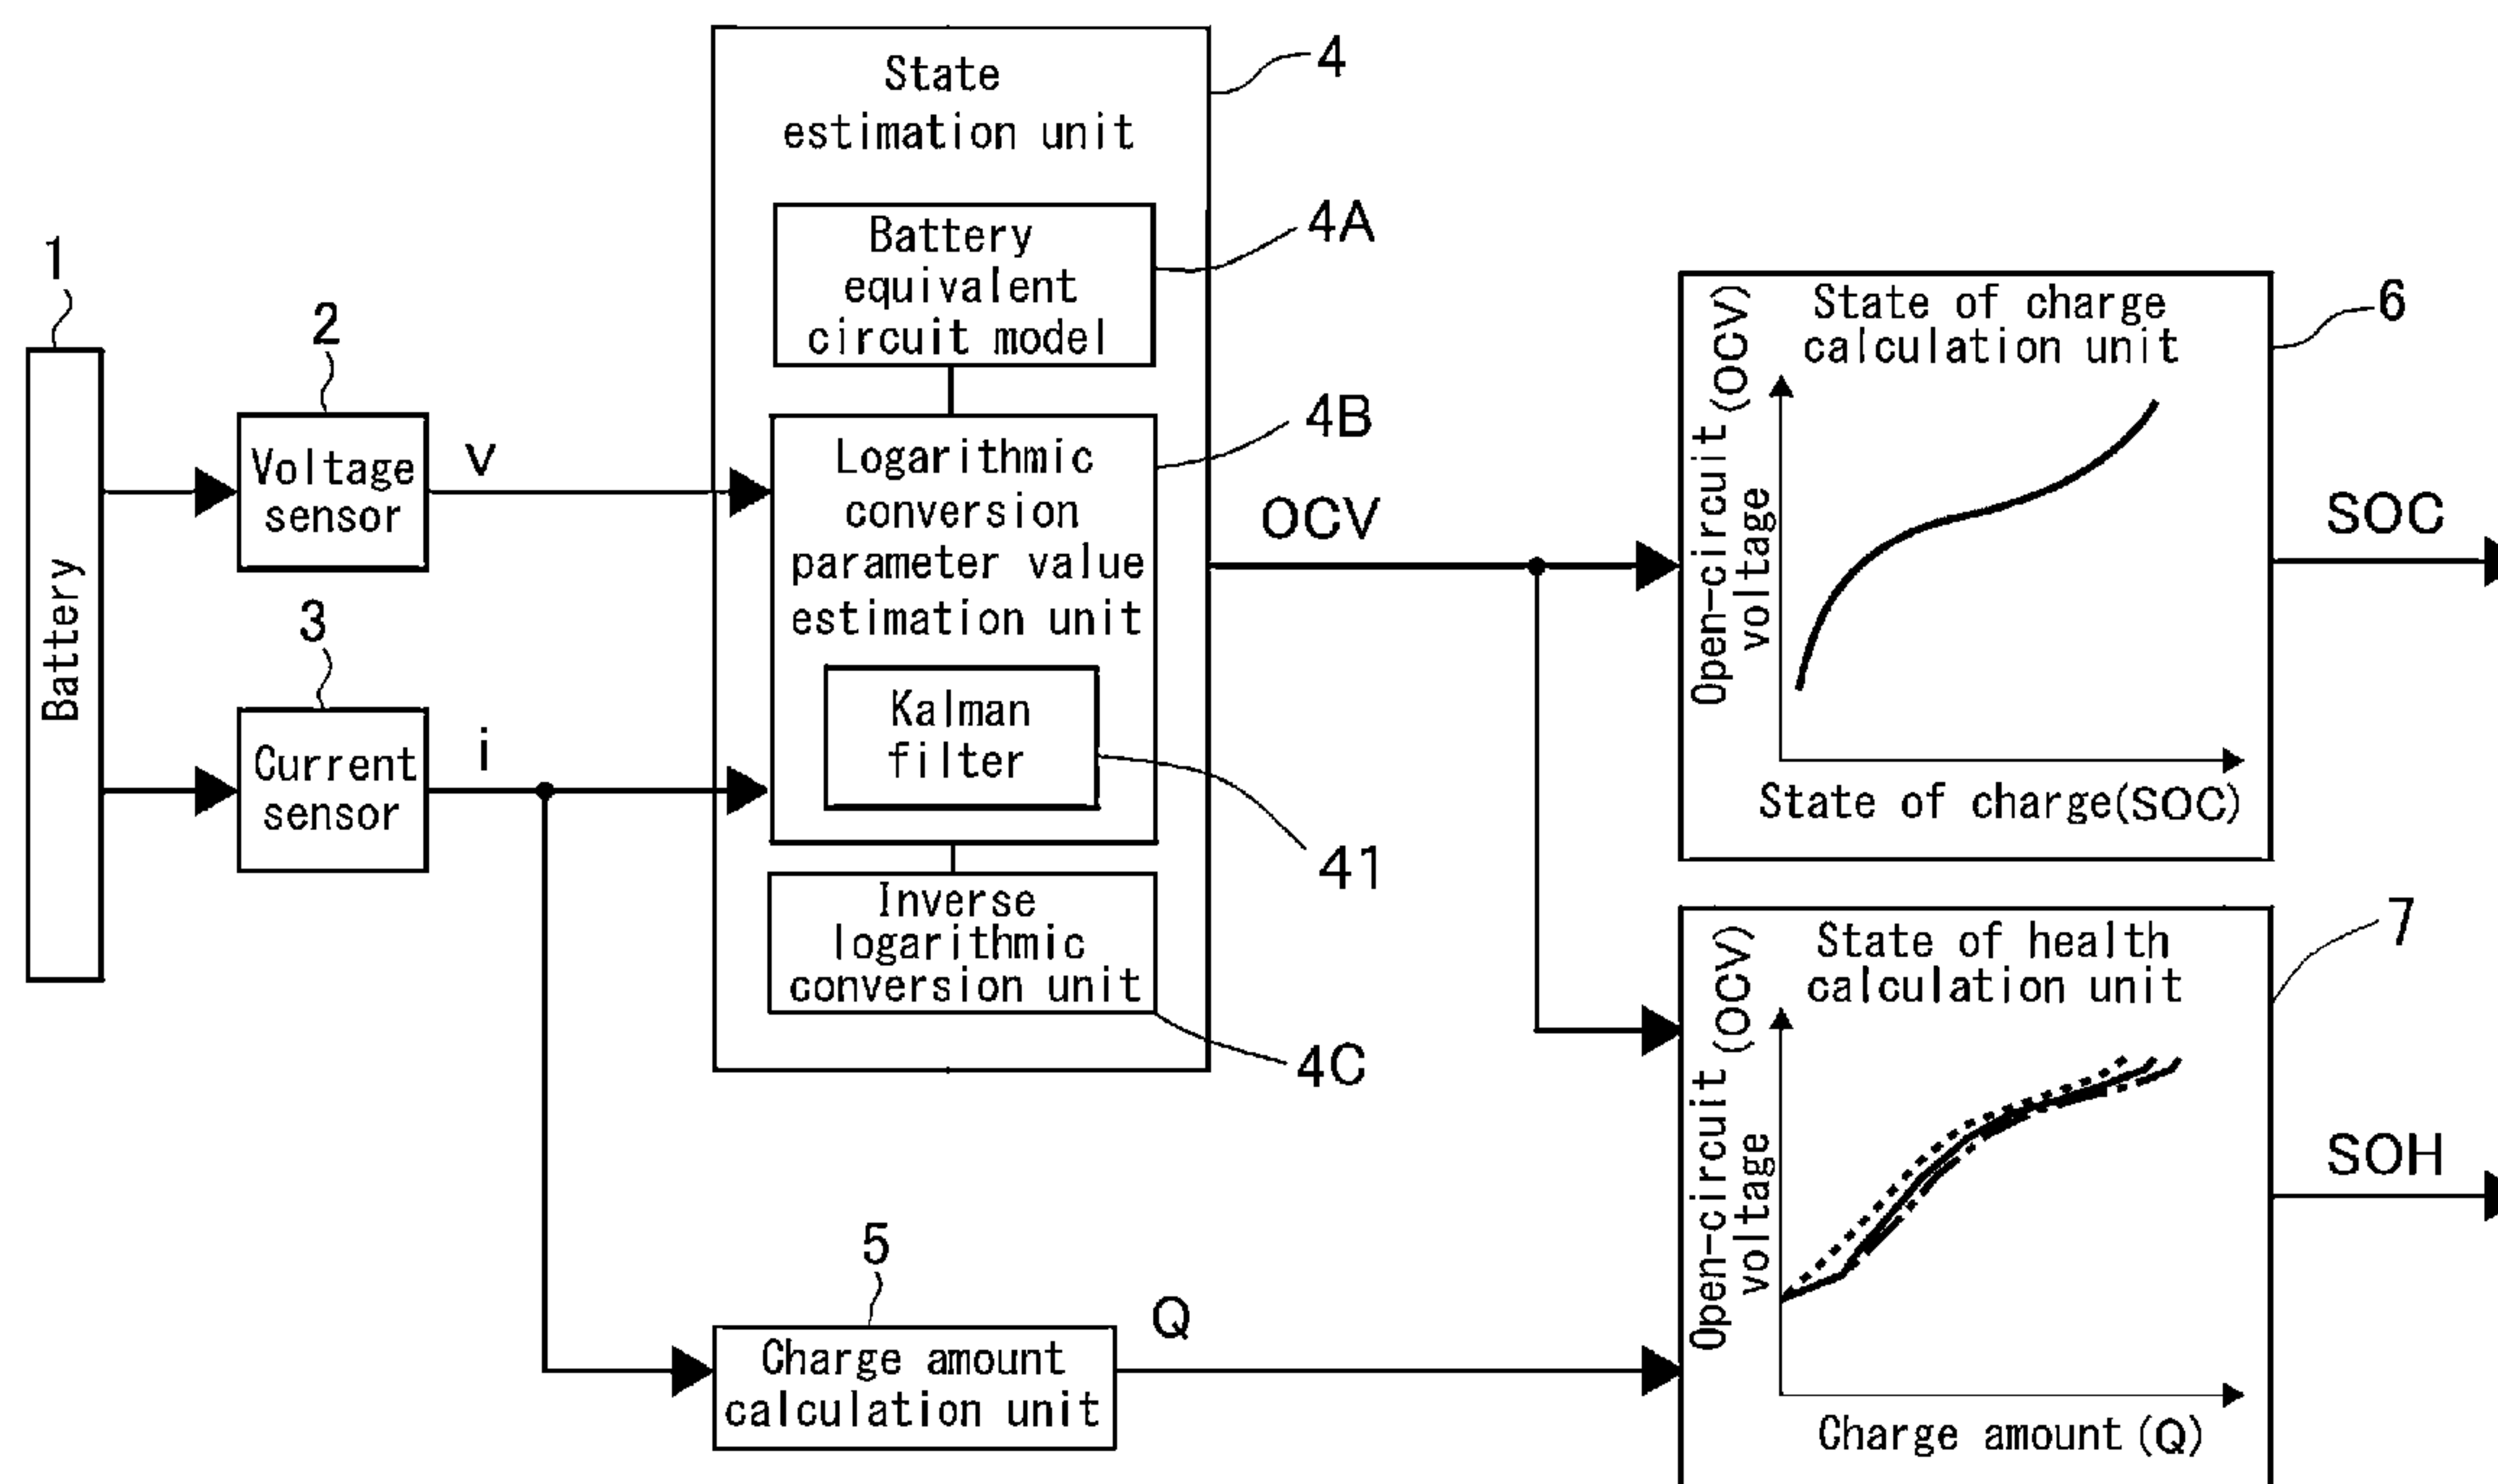 1
Battery
2
Voltage
sensor
v
3
Current
sensor
i
State
estimation unit
4
Battery
equivalent
circuit model
4A
Logarithmic
conversion
parameter value
estimation unit
4B
Kalman
filter
41
Inverse
logarithmic
conversion unit
4C
OCV
5
Charge amount
calculation unit
Q
State of charge
calculation unit
6
Open-circuit (OCV)
voltage
State of charge(SOC)
SOC
State of health
calculation unit
7
Open-circuit (OCV)
voltage
Charge amount (Q)
SOH